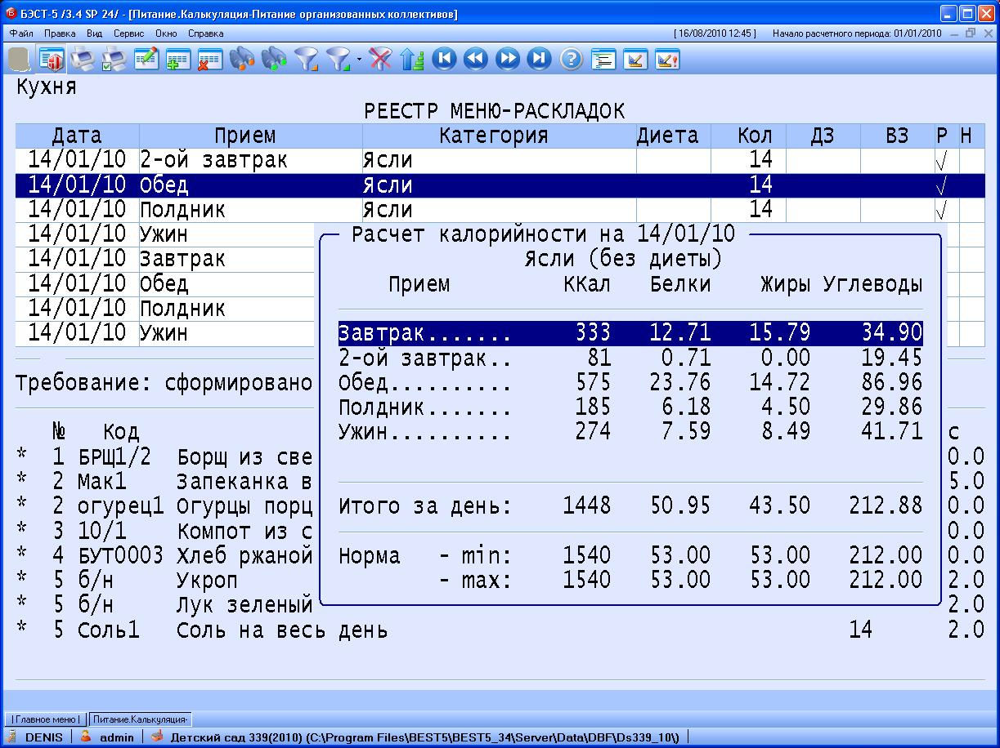 БЭСТ-5 /3.4 SP 24/ - [Питание.Калькуляция-Питание организованных коллективов]
Файл Правка Вид Сервис Окно Справка [ 16/08/2010 12:45 ] Начало расчетного периода: 01/01/2010
Кухня
РЕЕСТР МЕНЮ-РАСКЛАДОК
Дата Прием Категория Диета Кол ДЗ ВЗ Р Н
14/01/10 2-ой завтрак Ясли 14 √
14/01/10 Обед Ясли 14 √
14/01/10 Полдник Ясли 14 √
14/01/10 Ужин
14/01/10 Завтрак
14/01/10 Обед
14/01/10 Полдник
14/01/10 Ужин
Расчет калорийности на 14/01/10
Ясли (без диеты)
Прием ККал Белки Жиры Углеводы
Завтрак....... 333 12.71 15.79 34.90
2-ой завтрак.. 81 0.71 0.00 19.45
Обед.......... 575 23.76 14.72 86.96
Полдник....... 185 6.18 4.50 29.86
Ужин.......... 274 7.59 8.49 41.71
Итого за день: 1448 50.95 43.50 212.88
Норма - min: 1540 53.00 53.00 212.00
- max: 1540 53.00 53.00 212.00
Требование: сформировано
№ Код с
* 1 БРЩ1/2 Борщ из све 0.0
* 2 Мак1 Запеканка в 5.0
* 2 огурец1 Огурцы порц 0.0
* 3 10/1 Компот из с 0.0
* 4 БУТ0003 Хлеб ржаной 0.0
* 5 б/н Укроп 2.0
* 5 б/н Лук зеленый 2.0
* 5 Соль1 Соль на весь день 14 2.0
| Главное меню | Питание.Калькуляция-
DENIS admin Детский сад 339(2010) (C:\Program Files\BEST5\BEST5_34\Server\Data\DBF\Ds339_10\)